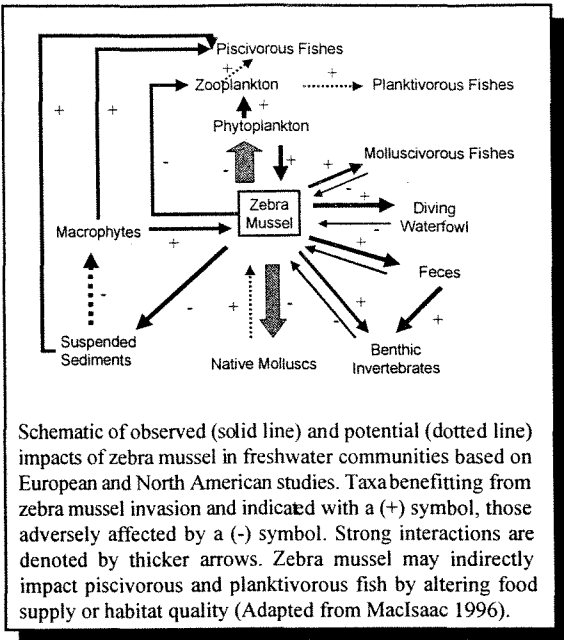 Piscivorous Fishes
+
+
Zooplankton
Planktivorous Fishes
+
+
+
Phytoplankton
-
-
+
+
Molluscivorous Fishes
-
+
Zebra
Mussel
Diving
Waterfowl
-
Macrophytes
+
+
-
Feces
-
-
+
-
+
-
+
Suspended
Sediments
Native Molluscs
Benthic
Invertebrates
Schematic of observed (solid line) and potential (dotted line)
impacts of zebra mussel in freshwater communities based on
European and North American studies. Taxa benefitting from
zebra mussel invasion and indicated with a (+) symbol, those
adversely affected by a (-) symbol. Strong interactions are
denoted by thicker arrows. Zebra mussel may indirectly
impact piscivorous and planktivorous fish by altering food
supply or habitat quality (Adapted from MacIsaac 1996).